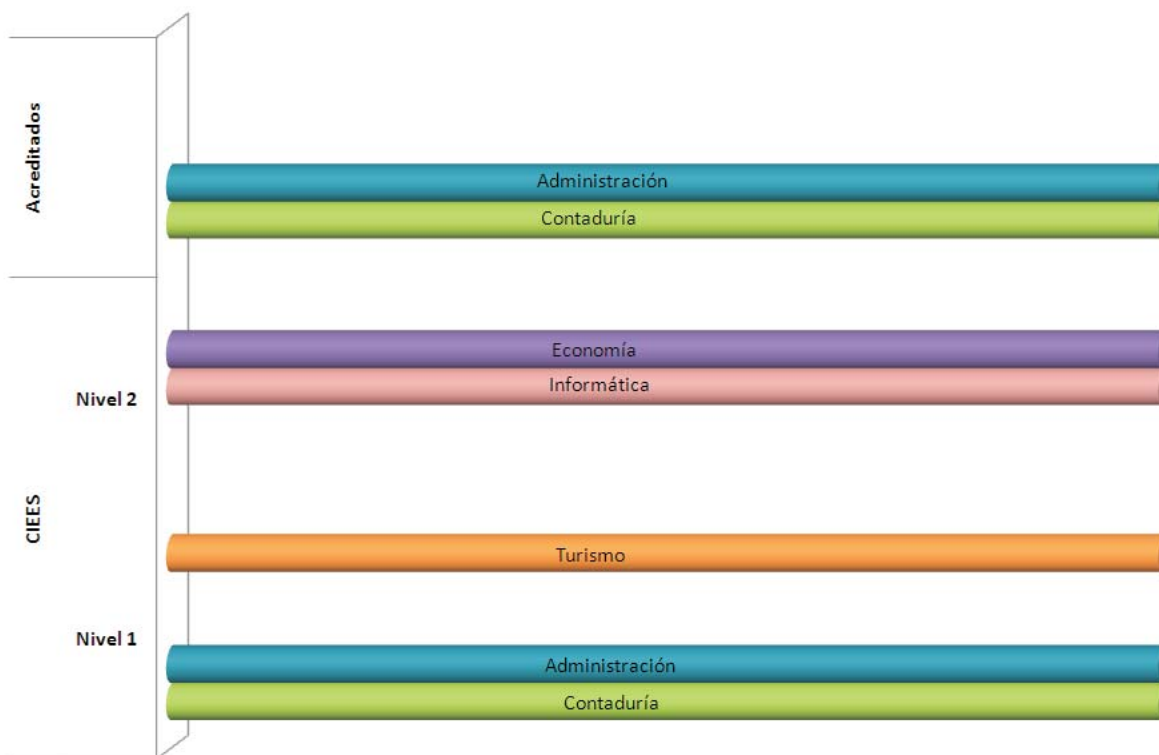 Acreditados
Administración
Contaduría
CIEES
Nivel 2
Economía
Informática
Nivel 1
Turismo
Administración
Contaduría